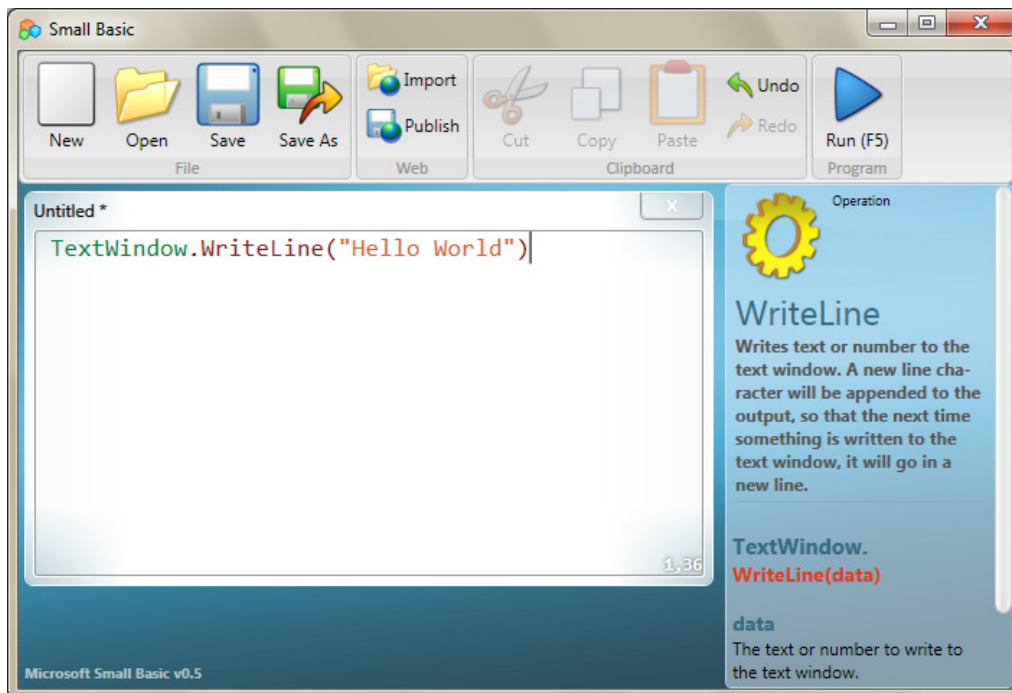 Small Basic
New
Open
Save
Save As
File
Import
Publish
Web
Cut
Copy
Paste
Undo
Redo
Clipboard
Run (F5)
Program
Untitled *
TextWindow.WriteLine("Hello World")
1,36
Operation
WriteLine
Writes text or number to the
text window. A new line cha-
racter will be appended to the
output, so that the next time
something is written to the
text window, it will go in a
new line.
TextWindow.
WriteLine(data)
data
The text or number to write to
the text window.
Microsoft Small Basic v0.5